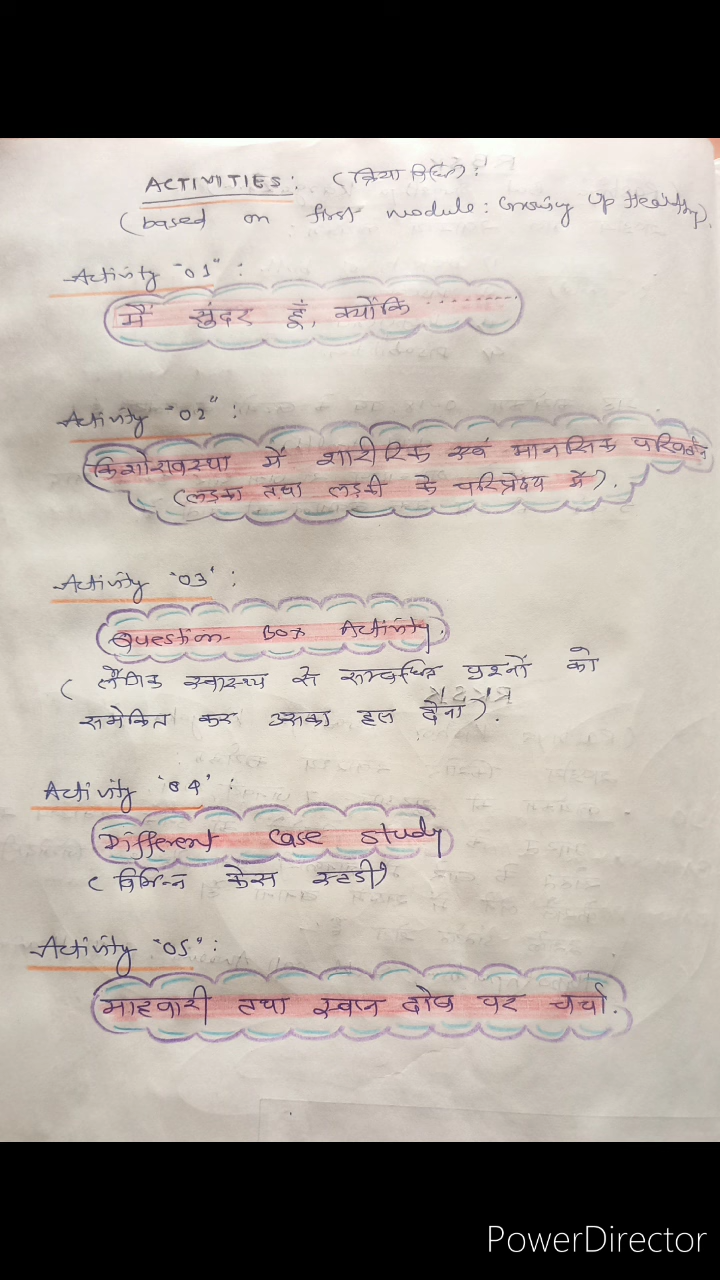 ACTIVITIES: (क्रिया विधि):
(based on first module: Growing Up Healthy).
Activity "01":
मैं सुंदर हूँ, क्योंकि ..........
Activity "02":
किशोरावस्था में शारीरिक एवं मानसिक परिवर्तन
(लड़का तथा लड़की के परिप्रेक्ष्य में).
Activity "03":
Question Box Activity.
(लैंगिक स्वास्थ्य से सम्बन्धित प्रश्नों को
समेकित कर उसका हल देना).
Activity "04":
Different case study
(विभिन्न केस स्टडी)
Activity "05":
माहवारी तथा स्वप्न दोष पर चर्चा.
PowerDirector